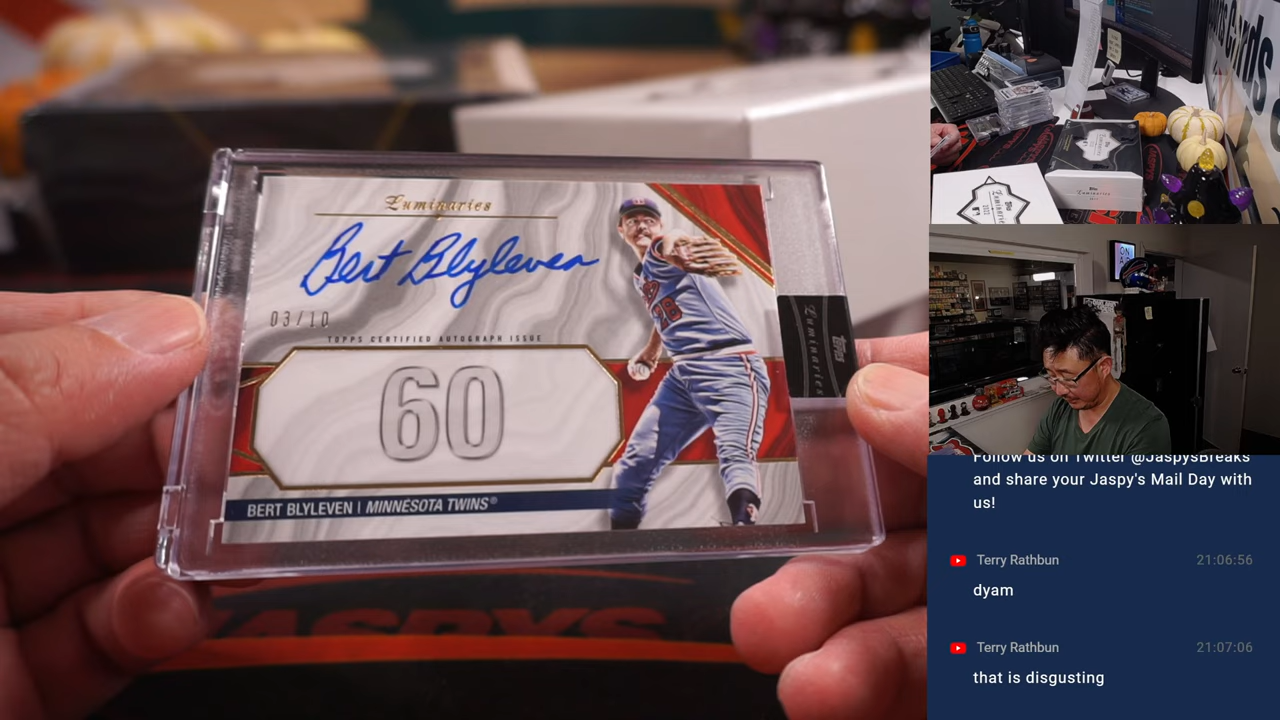 Luminaries
Bert Blyleven
03/10
TOPPS CERTIFIED AUTOGRAPH ISSUE
60
BERT BLYLEVEN | MINNESOTA TWINS®
topps
Luminaries
28
JASPYS
Follow us on Twitter @JaspysBreaks
and share your Jaspy's Mail Day with
us!
Terry Rathbun 21:06:56
dyam
Terry Rathbun 21:07:06
that is disgusting